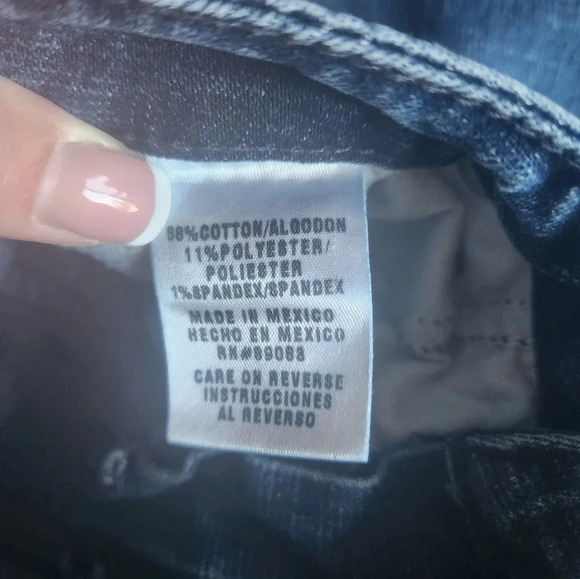 88%COTTON/ALGODON
11%POLYESTER/
POLIESTER
1%SPANDEX/SPANDEX
MADE IN MEXICO
HECHO EN MEXICO
RN#89083
CARE ON REVERSE
INSTRUCCIONES
AL REVERSO